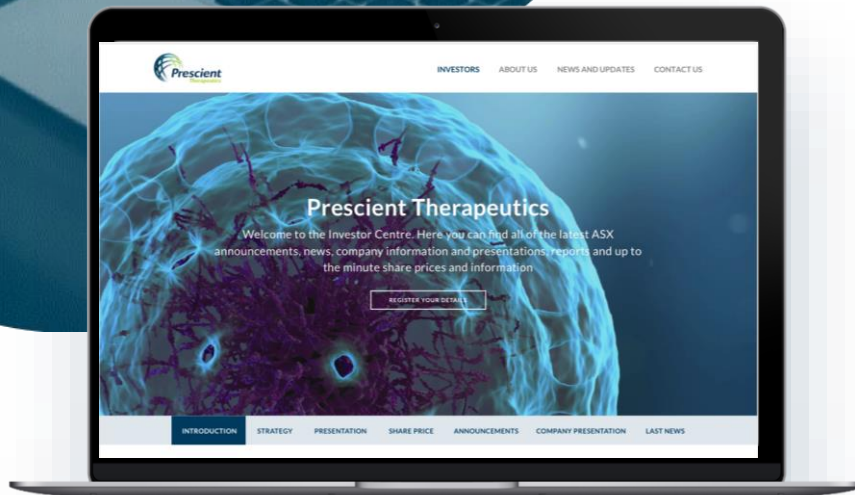 Prescient
Therapeutics
INVESTORS
ABOUT US
NEWS AND UPDATES
CONTACT US
Prescient Therapeutics
Welcome to the Investor Centre. Here you can find all of the latest ASX
announcements, news, company information and presentations, reports and up to
the minute share prices and information
REGISTER YOUR DETAILS
INTRODUCTION
STRATEGY
PRESENTATION
SHARE PRICE
ANNOUNCEMENTS
COMPANY PRESENTATION
LAST NEWS